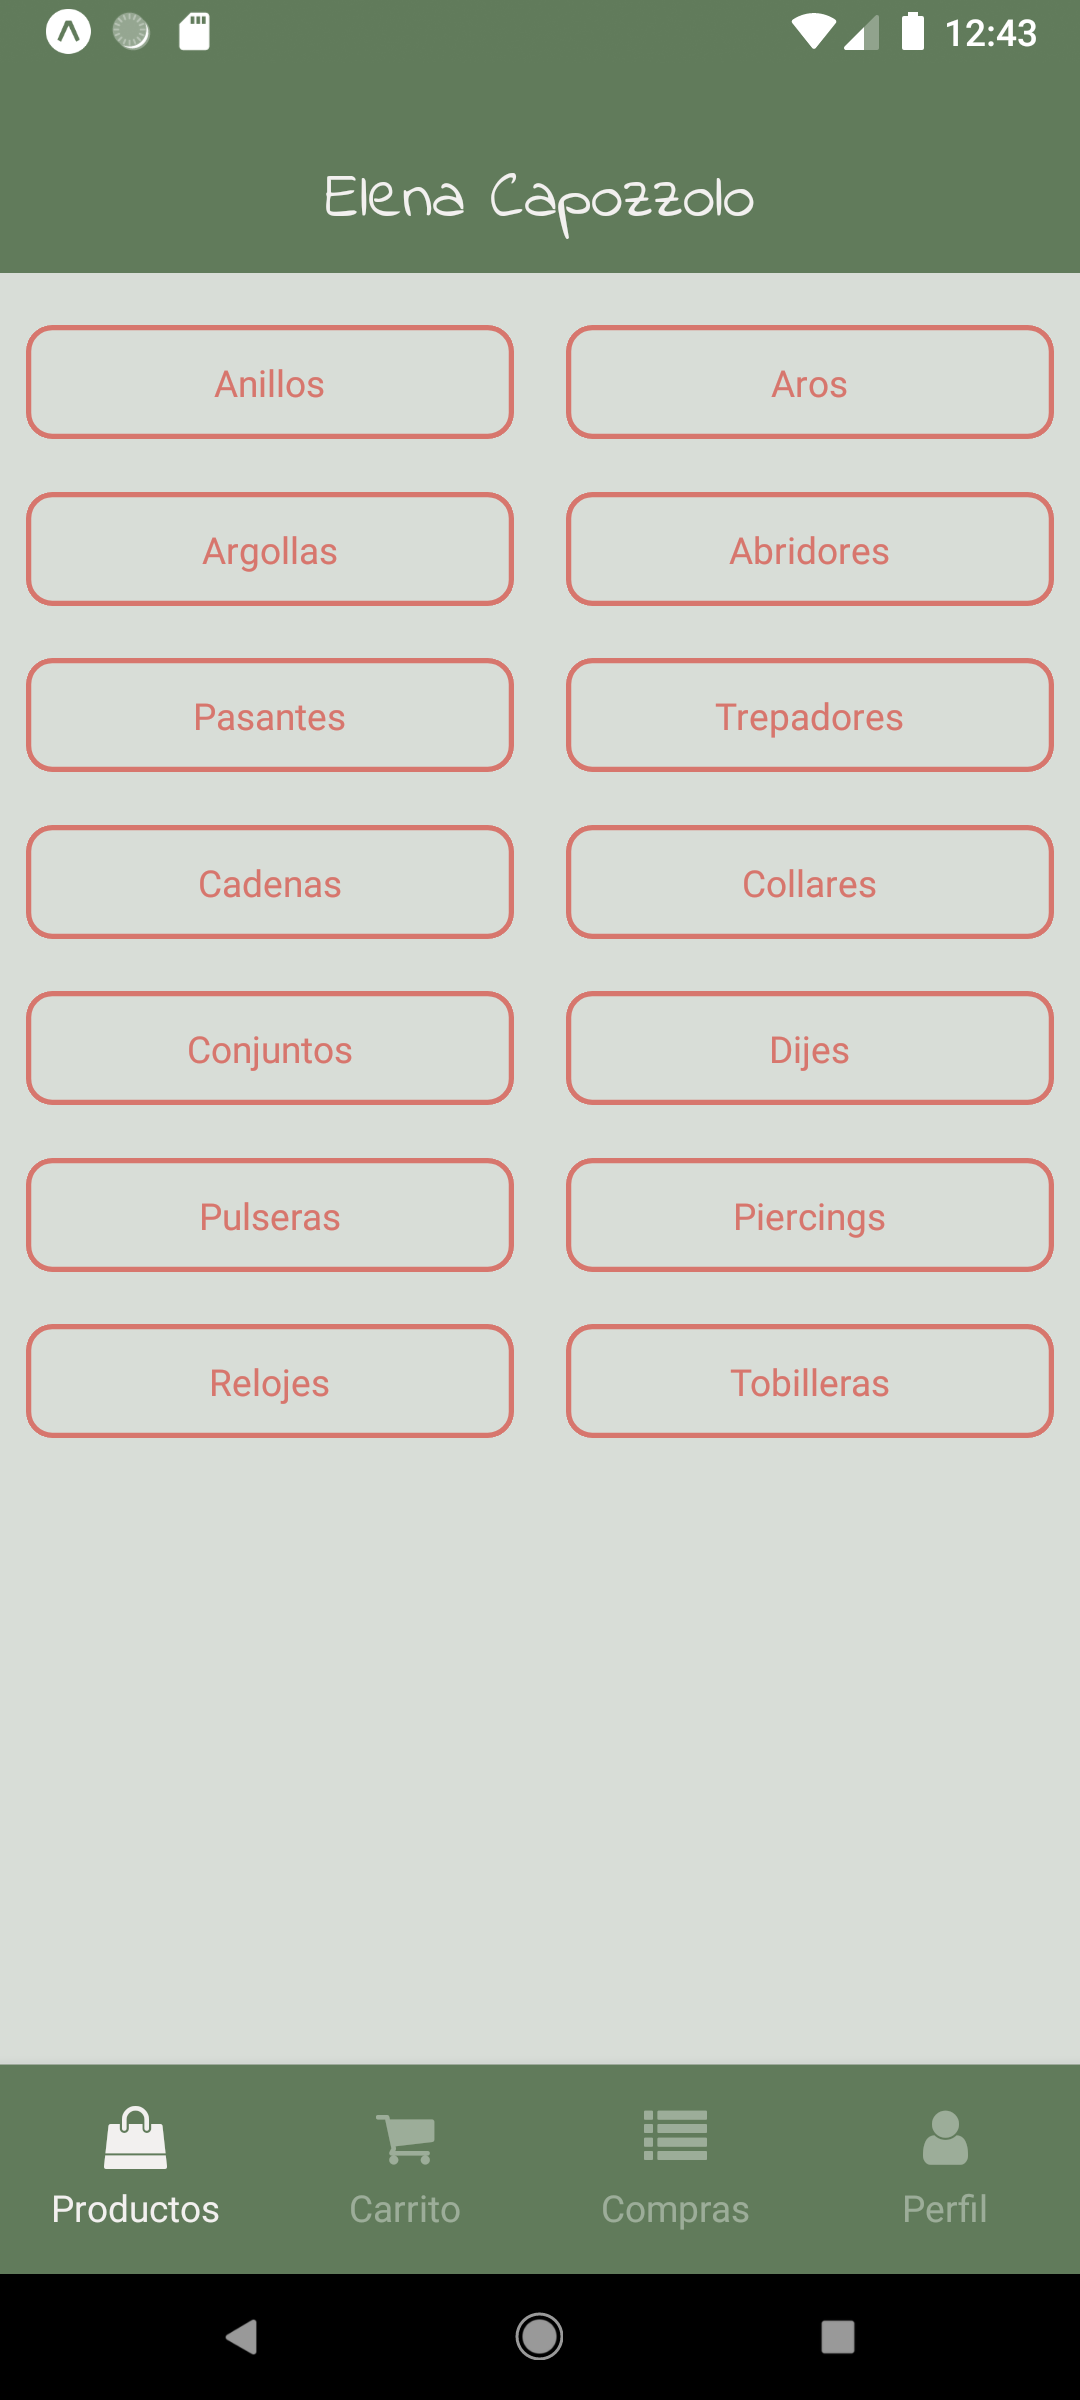 12:43
Elena Capozzolo
Anillos
Aros
Argollas
Abridores
Pasantes
Trepadores
Cadenas
Collares
Conjuntos
Dijes
Pulseras
Piercings
Relojes
Tobilleras
Productos
Carrito
Compras
Perfil